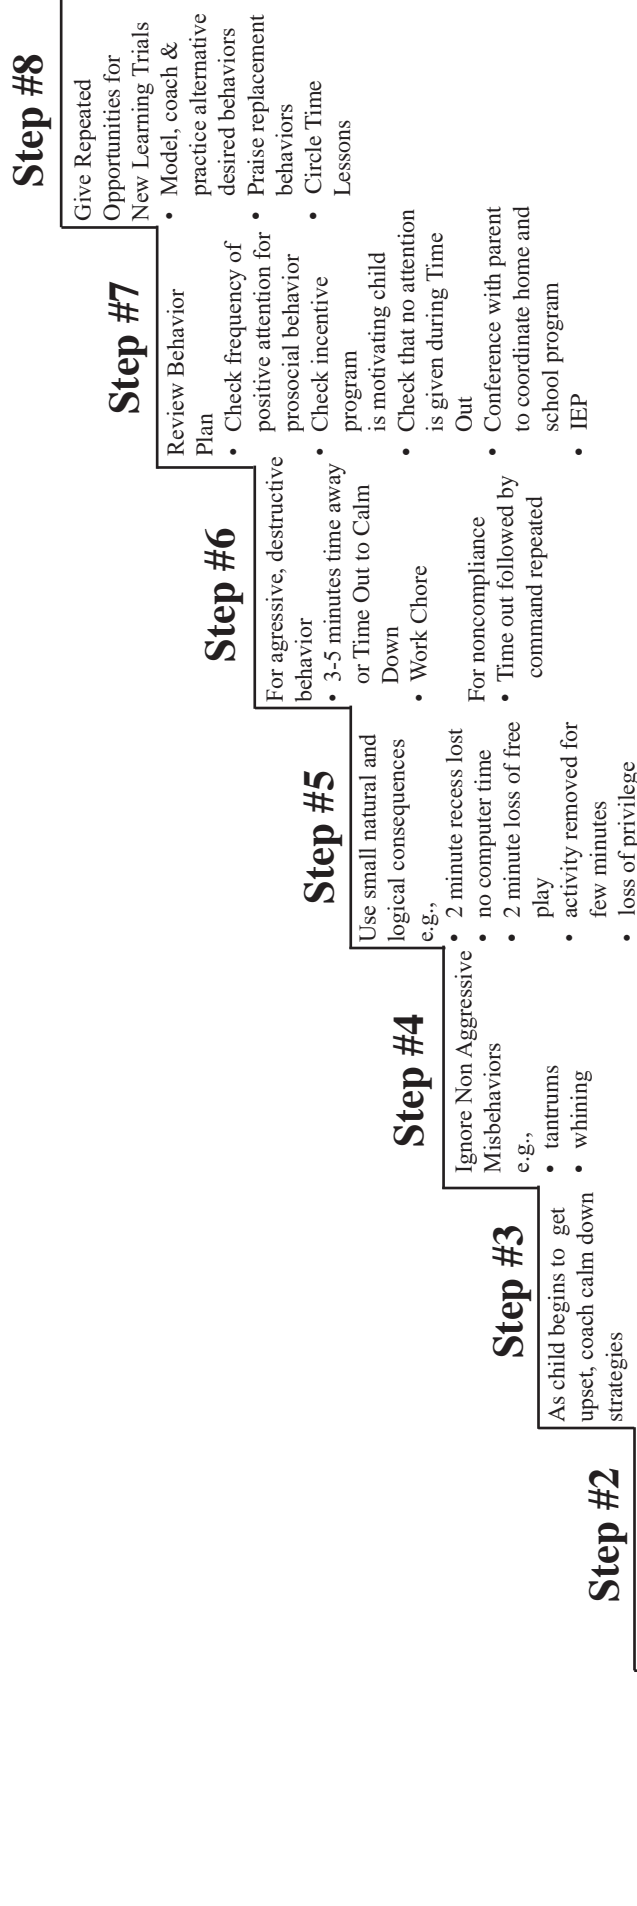 Step #2
Step #3
As child begins to get
upset, coach calm down
strategies
Step #4
Ignore Non Aggressive
Misbehaviors
e.g.,
• tantrums
• whining
Step #5
Use small natural and
logical consequences
e.g.,
• 2 minute recess lost
• no computer time
• 2 minute loss of free
play
• activity removed for
few minutes
• loss of privilege
Step #6
For agressive, destructive
behavior
• 3-5 minutes time away
or Time Out to Calm
Down
• Work Chore
For noncompliance
• Time out followed by
command repeated
Step #7
Review Behavior
Plan
• Check frequency of
positive attention for
prosocial behavior
• Check incentive
program
is motivating child
• Check that no attention
is given during Time
Out
• Conference with parent
to coordinate home and
school program
• IEP
Step #8
Give Repeated
Opportunities for
New Learning Trials
• Model, coach &
practice alternative
desired behaviors
• Praise replacement
behaviors
• Circle Time
Lessons